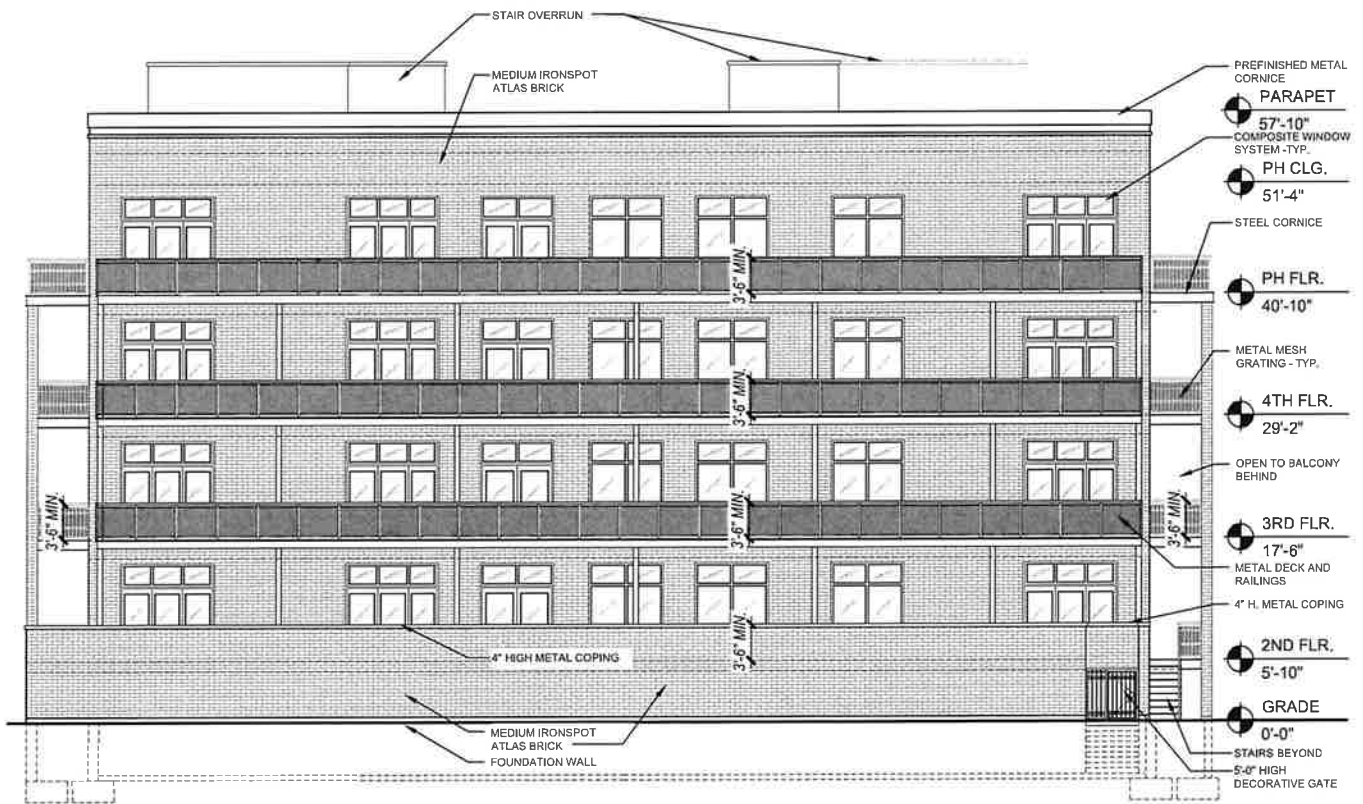 STAIR OVERRUN
MEDIUM IRONSPOT
ATLAS BRICK
PREFINISHED METAL
CORNICE
PARAPET
57'-10"
COMPOSITE WINDOW
SYSTEM -TYP.
PH CLG.
51'-4"
STEEL CORNICE
3'-6" MIN.
PH FLR.
40'-10"
METAL MESH
GRATING - TYP.
3'-6" MIN.
4TH FLR.
29'-2"
OPEN TO BALCONY
BEHIND
3'-6" MIN.
3'-6" MIN.
3'-6" MIN.
3RD FLR.
17'-6"
METAL DECK AND
RAILINGS
4" H. METAL COPING
3'-6" MIN.
4" HIGH METAL COPING
2ND FLR.
5'-10"
GRADE
0'-0"
MEDIUM IRONSPOT
ATLAS BRICK
FOUNDATION WALL
STAIRS BEYOND
5'-0" HIGH
DECORATIVE GATE